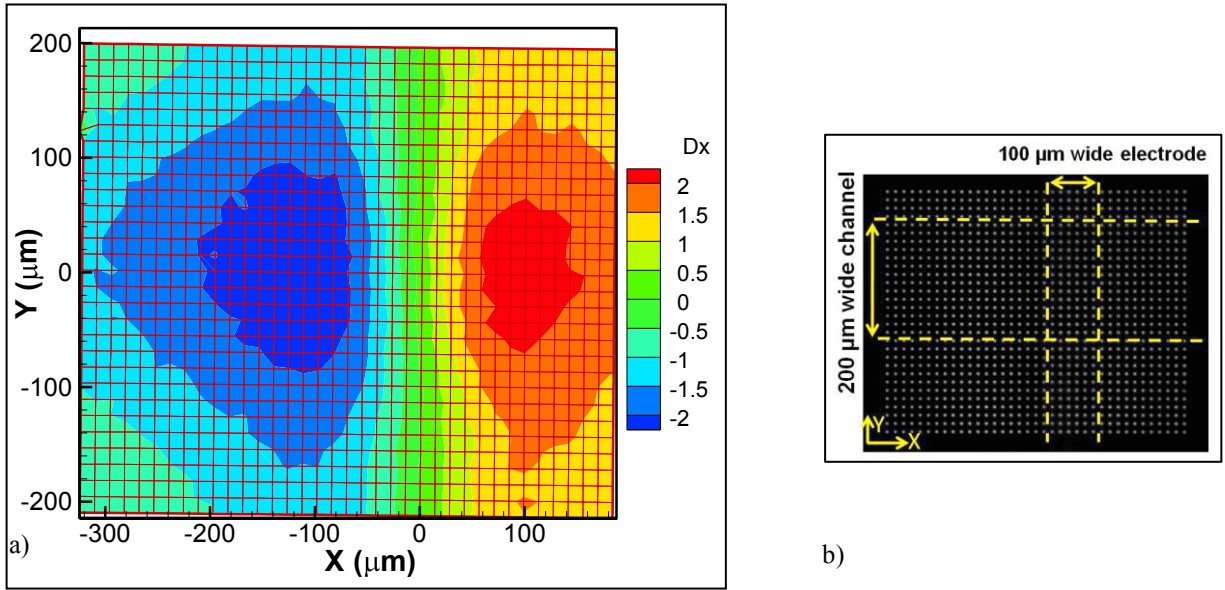 200
100
0
-100
-200
Y (μm)
-300
-200
-100
0
100
X (μm)
Dx
2
1.5
1
0.5
0
-0.5
-1
-1.5
-2
a)
100 μm wide electrode
200 μm wide channel
Y
X
b)